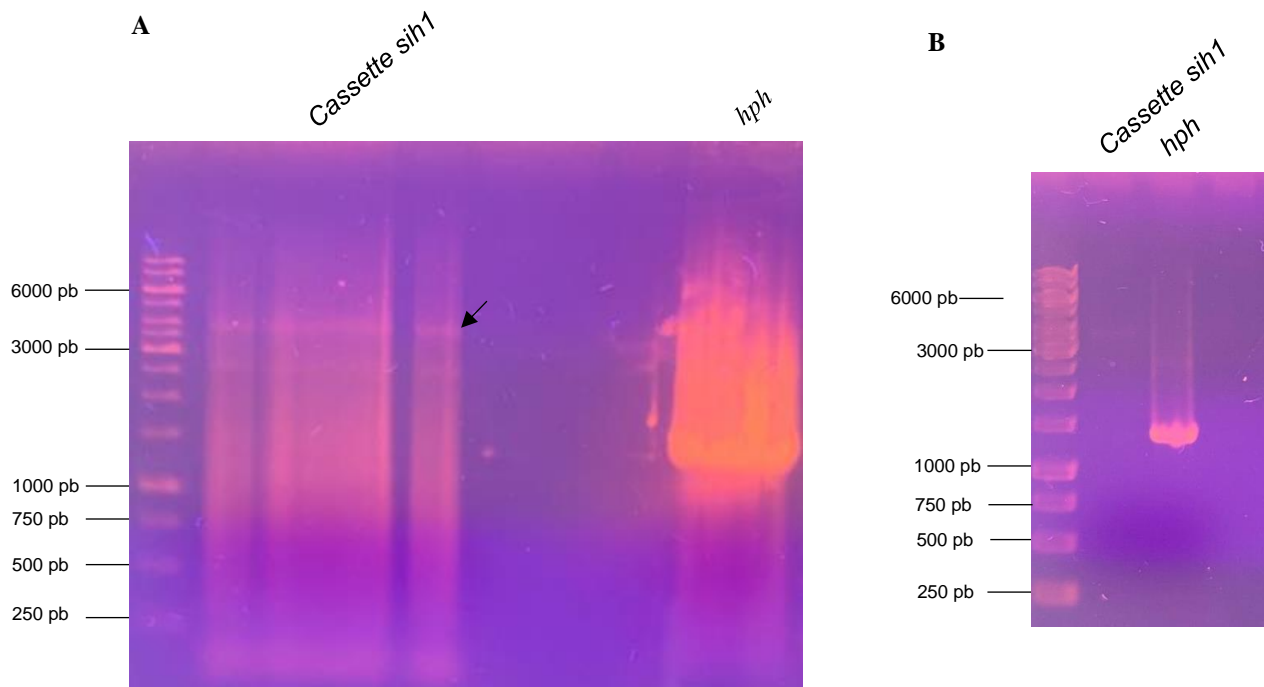 A
Cassette sih1
hph
6000 pb
3000 pb
1000 pb
750 pb
500 pb
250 pb
B
Cassette sih1
hph
6000 pb
3000 pb
1000 pb
750 pb
500 pb
250 pb